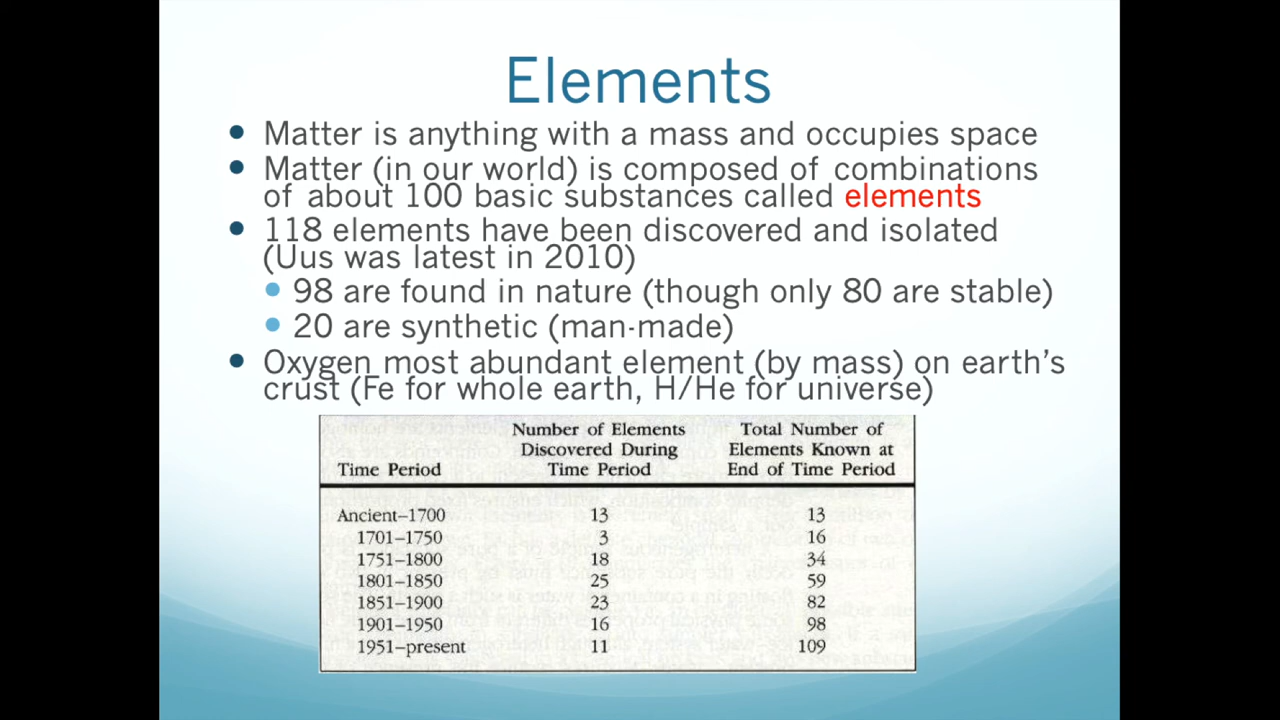 Elements
• Matter is anything with a mass and occupies space
• Matter (in our world) is composed of combinations
of about 100 basic substances called elements
• 118 elements have been discovered and isolated
(Uus was latest in 2010)
• 98 are found in nature (though only 80 are stable)
• 20 are synthetic (man-made)
• Oxygen most abundant element (by mass) on earth's
crust (Fe for whole earth, H/He for universe)
Number of Elements Total Number of
Discovered During Elements Known at
Time Period Time Period End of Time Period
Ancient–1700 13 13
1701–1750 3 16
1751–1800 18 34
1801–1850 25 59
1851–1900 23 82
1901–1950 16 98
1951–present 11 109